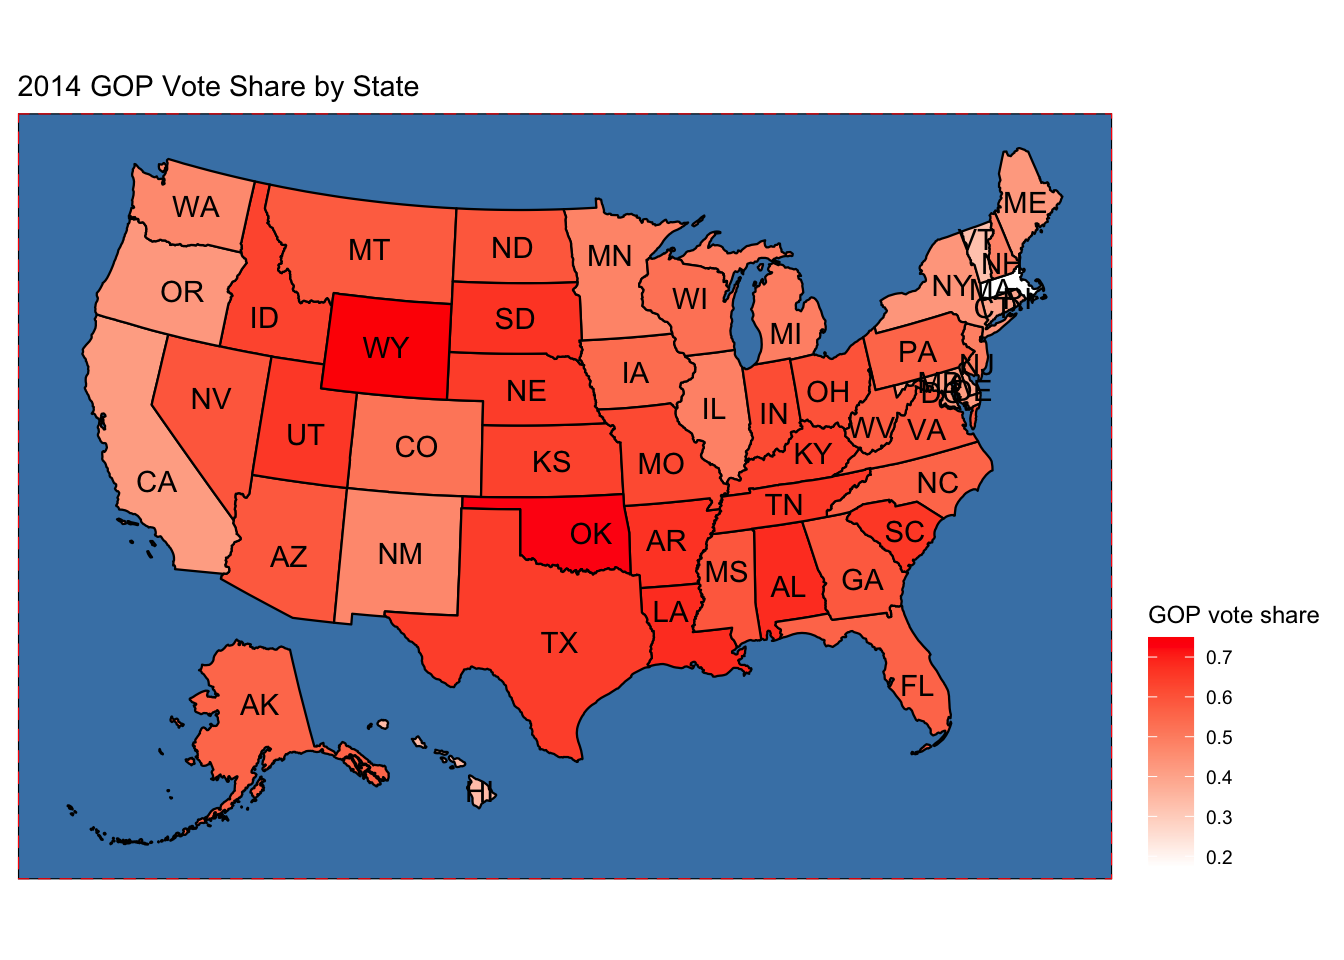 2014 GOP Vote Share by State
WA
ME
MT
ND
MN
VT
NH
OR
ID
SD
WI
NY
MA
CT
RI
MI
WY
PA
NJ
IA
NE
NV
OH
MD
DE
DC
IL
IN
UT
CO
WV
VA
KS
MO
KY
CA
NC
TN
OK
AR
SC
AZ
NM
MS
AL
GA
LA
TX
FL
AK
HI
GOP vote share
0.7
0.6
0.5
0.4
0.3
0.2